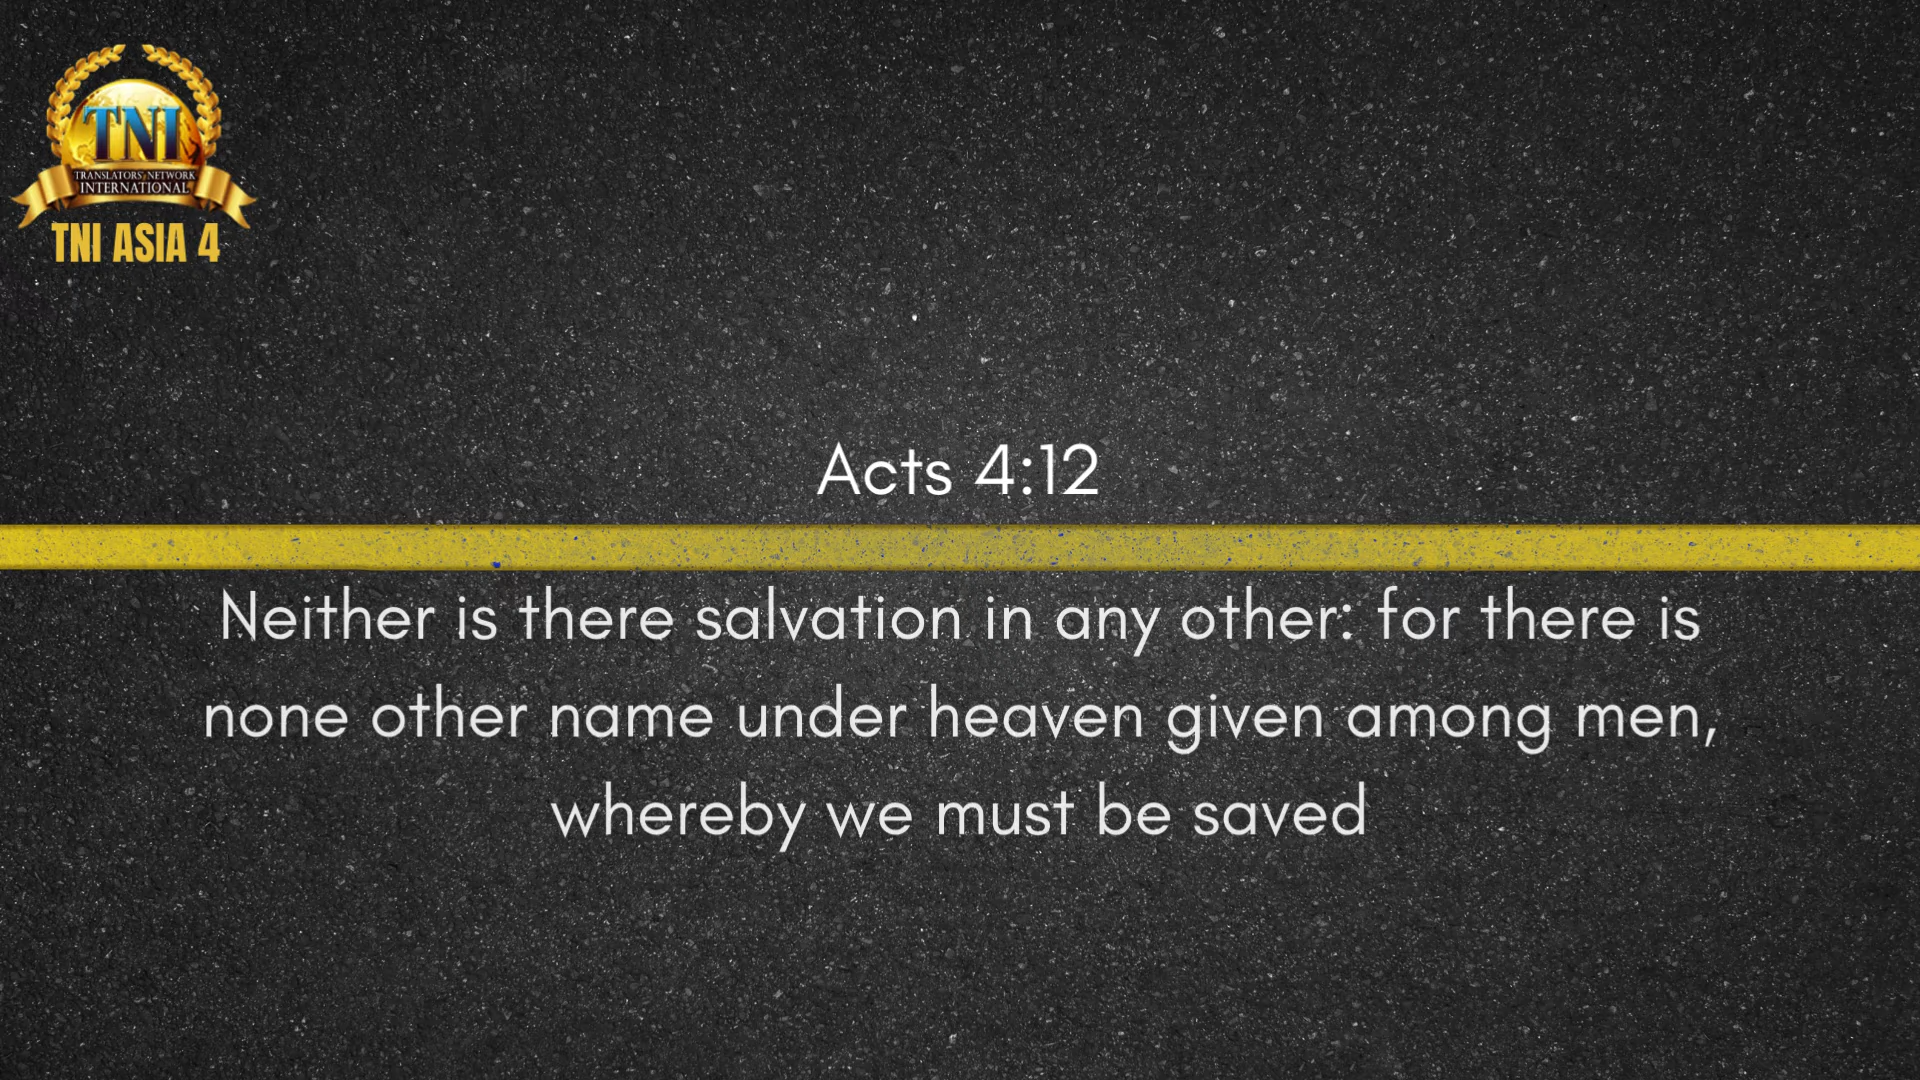 TNI
TRANSLATORS' NETWORK
INTERNATIONAL
TNI ASIA 4
Acts 4:12
Neither is there salvation in any other: for there is
none other name under heaven given among men,
whereby we must be saved